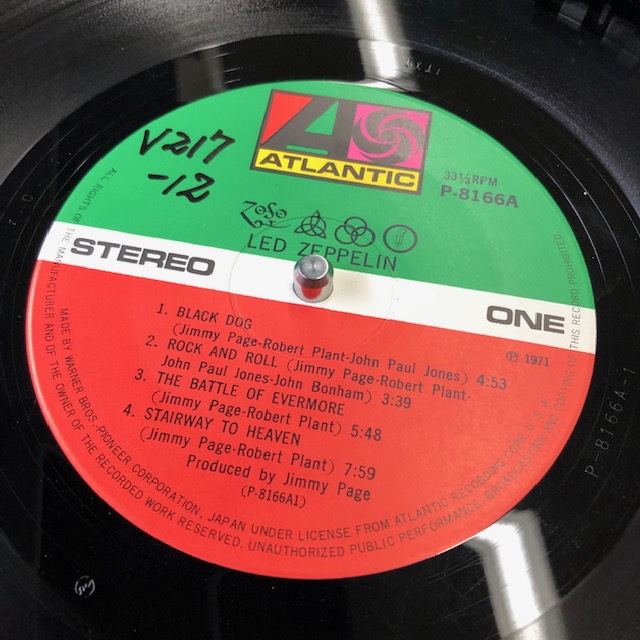 V217
-12
ATLANTIC
33⅓RPM
P-8166A
ZoSo
LED ZEPPELIN
STEREO
ONE
℗ 1971
1. BLACK DOG
(Jimmy Page-Robert Plant-John Paul Jones) 4:53
2. ROCK AND ROLL (Jimmy Page-Robert Plant-
John Paul Jones-John Bonham) 3:39
3. THE BATTLE OF EVERMORE
(Jimmy Page-Robert Plant) 5:48
4. STAIRWAY TO HEAVEN
(Jimmy Page-Robert Plant) 7:59
Produced by Jimmy Page
(P-8166A1)
MADE BY WARNER BROS.-PIONEER CORPORATION, JAPAN UNDER LICENSE FROM ATLANTIC RECORDING CORP. U.S.A.
ALL RIGHTS OF THE MANUFACTURER AND OF THE OWNER OF THE RECORDED WORK RESERVED. UNAUTHORIZED PUBLIC PERFORMANCE, BROADCASTING AND COPYING OF THIS RECORD PROHIBITED.
P-8166A-1